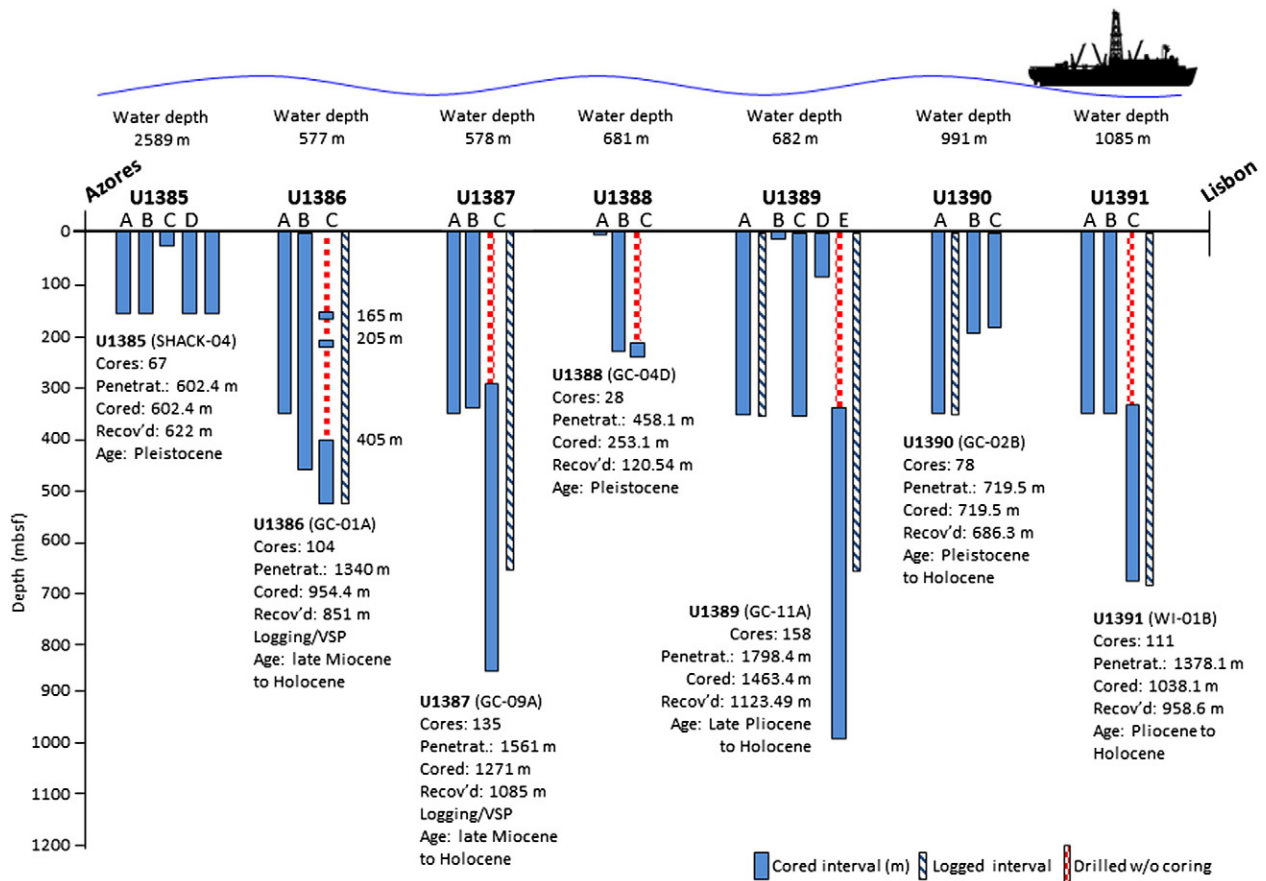 Water depth
2589 m
Water depth
577 m
Water depth
578 m
Water depth
681 m
Water depth
682 m
Water depth
991 m
Water depth
1085 m
Azores
Lisbon
U1385
U1386
U1387
U1388
U1389
U1390
U1391
A B C D
A B C
A B C
A B C
A B C D E
A B C
A B C
Depth (mbsf)
0
100
200
300
400
500
600
700
800
900
1000
1100
1200
165 m
205 m
405 m
U1385 (SHACK-04)
Cores: 67
Penetrat.: 602.4 m
Cored: 602.4 m
Recov'd: 622 m
Age: Pleistocene
U1386 (GC-01A)
Cores: 104
Penetrat.: 1340 m
Cored: 954.4 m
Recov'd: 851 m
Logging/VSP
Age: late Miocene
to Holocene
U1387 (GC-09A)
Cores: 135
Penetrat.: 1561 m
Cored: 1271 m
Recov'd: 1085 m
Logging/VSP
Age: late Miocene
to Holocene
U1388 (GC-04D)
Cores: 28
Penetrat.: 458.1 m
Cored: 253.1 m
Recov'd: 120.54 m
Age: Pleistocene
U1389 (GC-11A)
Cores: 158
Penetrat.: 1798.4 m
Cored: 1463.4 m
Recov'd: 1123.49 m
Age: Late Pliocene
to Holocene
U1390 (GC-02B)
Cores: 78
Penetrat.: 719.5 m
Cored: 719.5 m
Recov'd: 686.3 m
Age: Pleistocene
to Holocene
U1391 (WI-01B)
Cores: 111
Penetrat.: 1378.1 m
Cored: 1038.1 m
Recov'd: 958.6 m
Age: Pliocene to
Holocene
Cored interval (m)
Logged interval
Drilled w/o coring